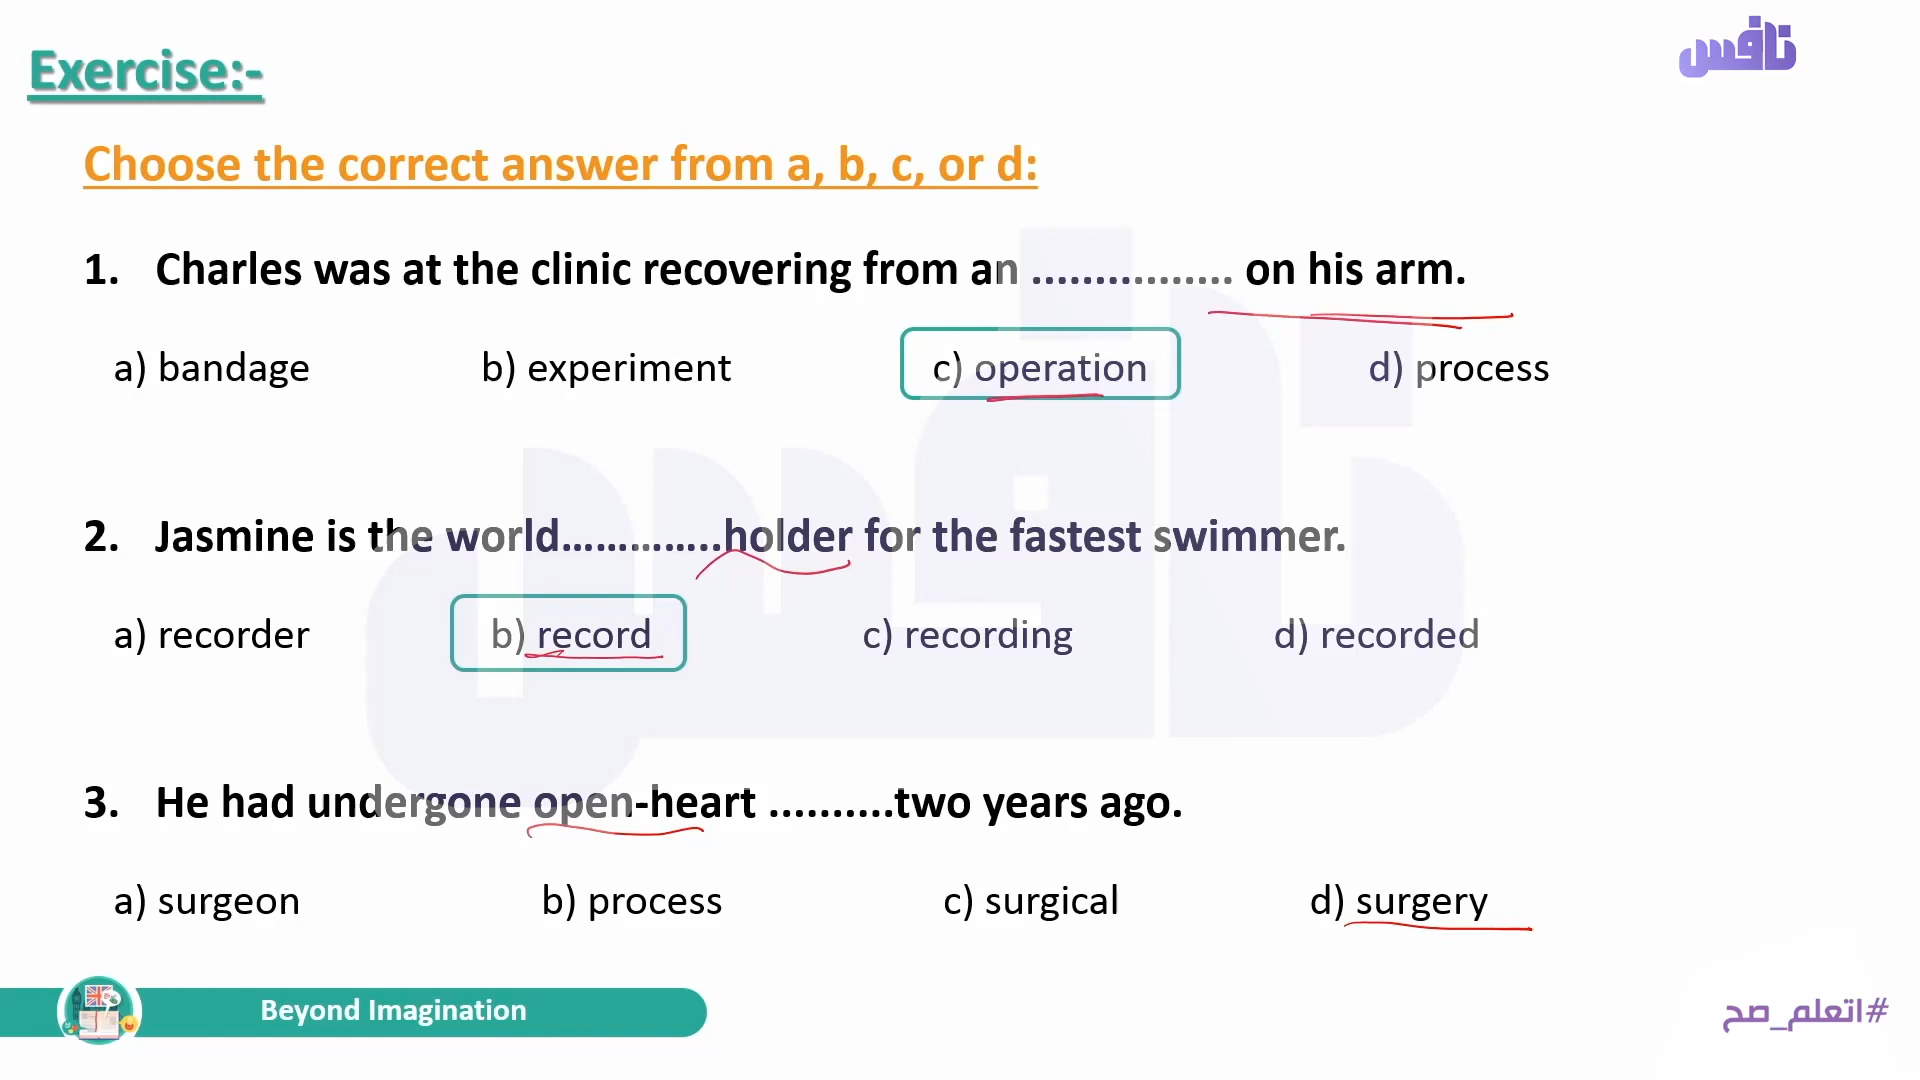 Exercise:-
نافس
Choose the correct answer from a, b, c, or d:
1. Charles was at the clinic recovering from an ................ on his arm.
a) bandage b) experiment c) operation d) process
2. Jasmine is the world…………..holder for the fastest swimmer.
a) recorder b) record c) recording d) recorded
3. He had undergone open-heart ..........two years ago.
a) surgeon b) process c) surgical d) surgery
Beyond Imagination
#اتعلم_صح